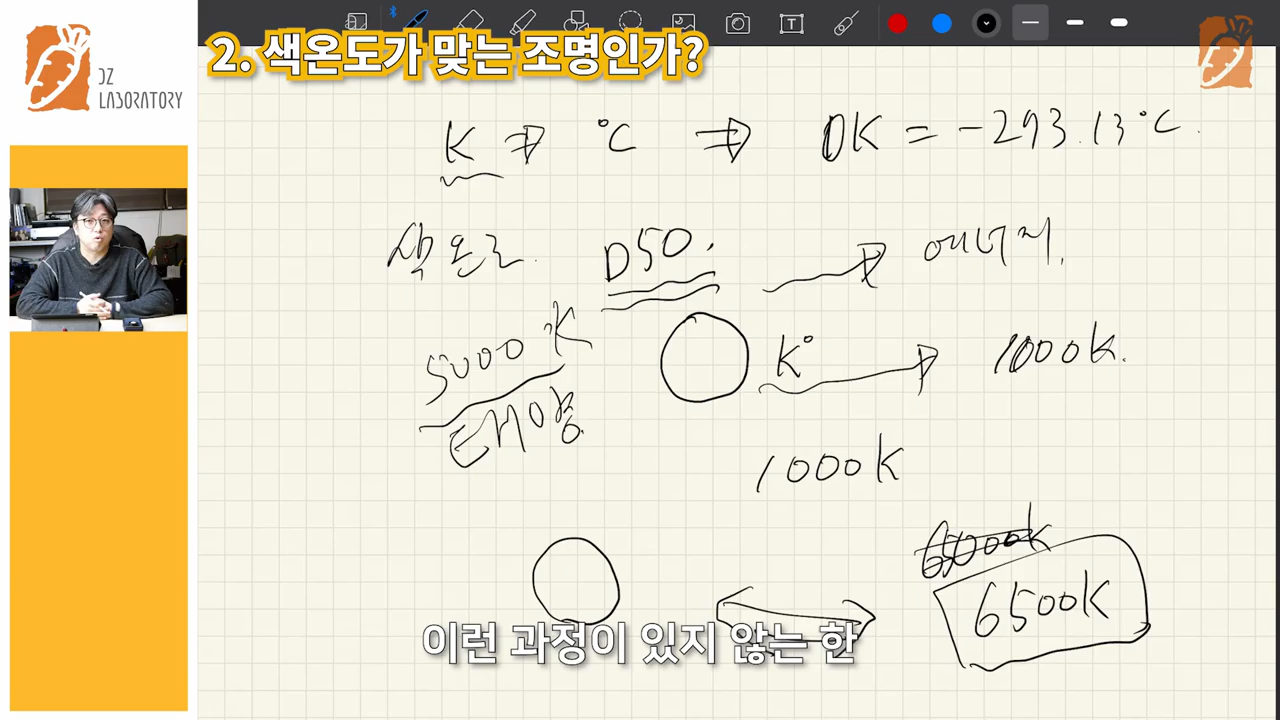 2. 색온도가 맞는 조명인가?
DZ
LABORATORY
K → °C ⇒ 0K = -293.13°C.
색온도. D50. → 에너지.
5000K
태양
K° → 1000K.
1000K
6500K
이런 과정이 있지 않는 한